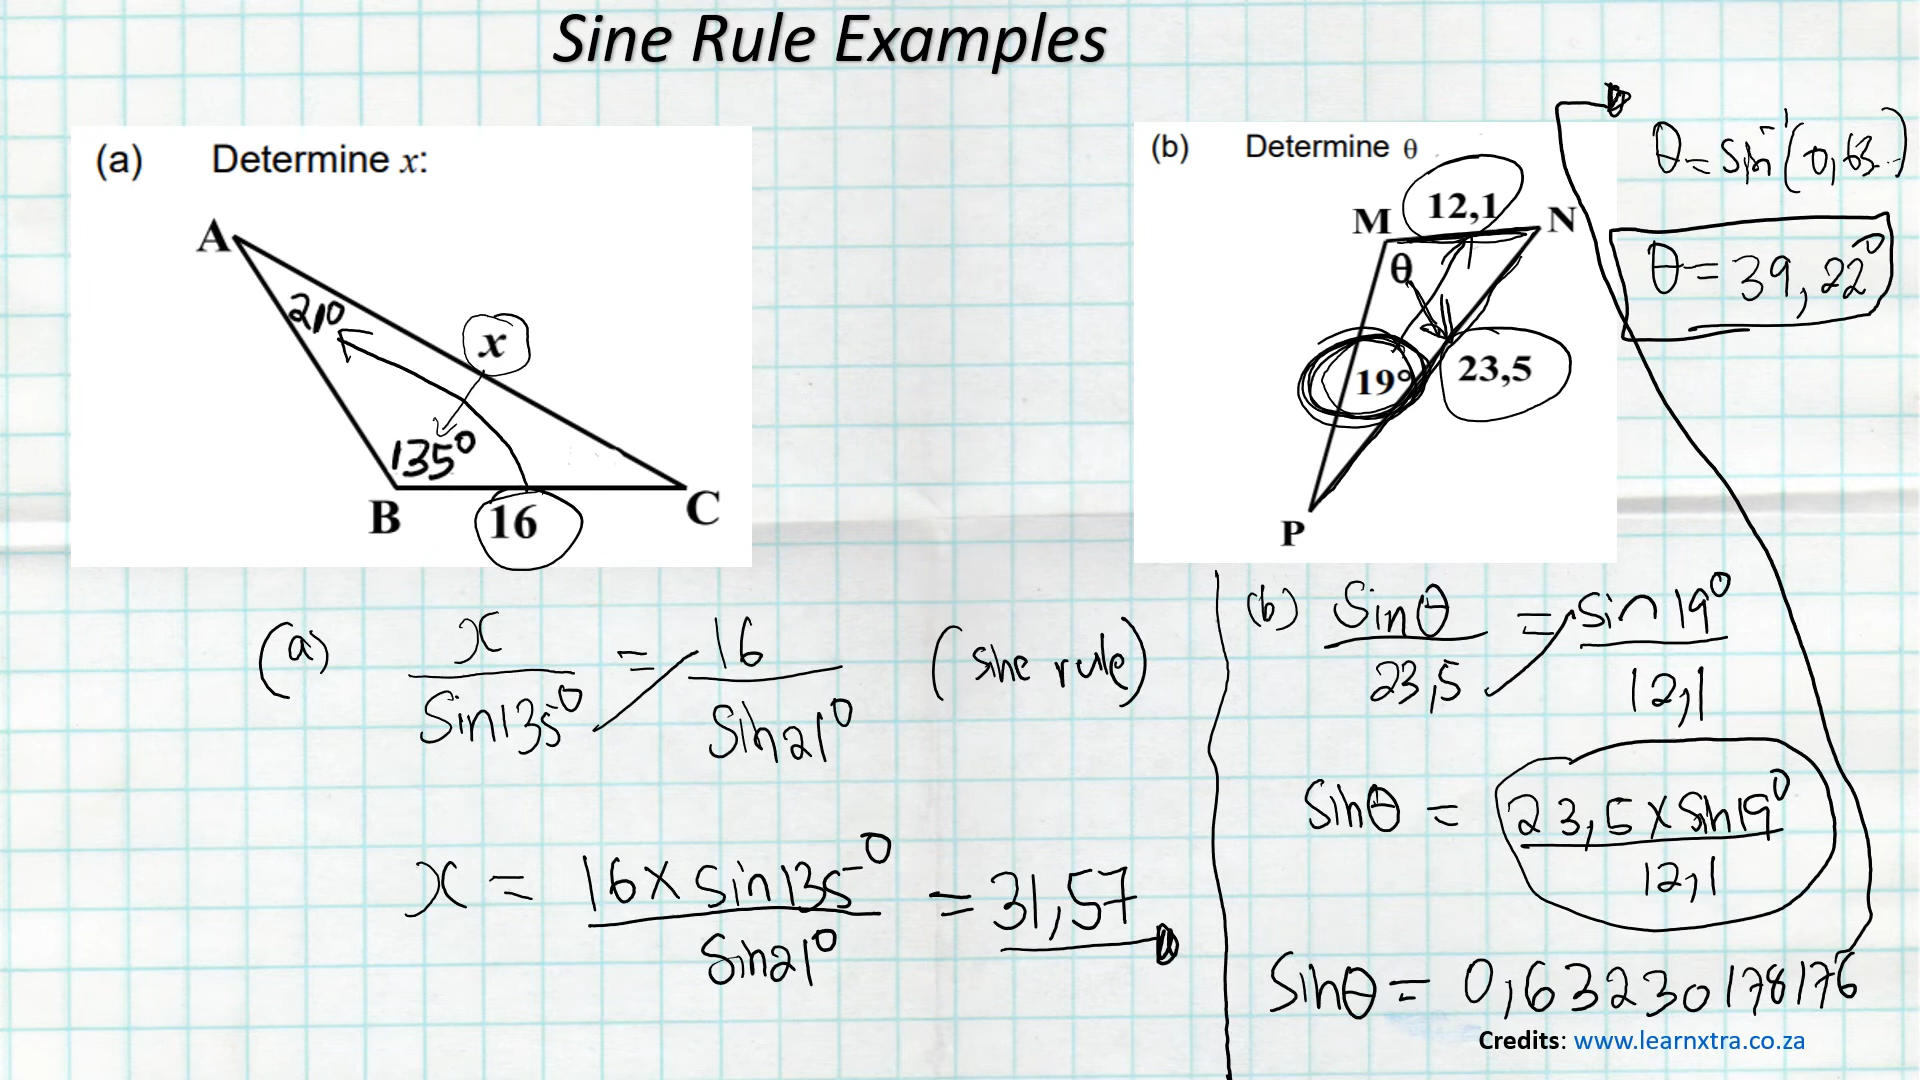 Sine Rule Examples
(a) Determine x:
A
21°
x
135°
B
16
C
(b) Determine θ
M
12,1
N
θ
19°
23,5
P
θ = sin⁻¹(0,63..)
θ = 39,22°
(a) x / sin135° = 16 / sin21° (sine rule)
x = 16 × sin135° / sin21° = 31,57
(b) sinθ / 23,5 = sin19° / 12,1
sinθ = 23,5 × sin19° / 12,1
sinθ = 0,63230178176
Credits: www.learnxtra.co.za